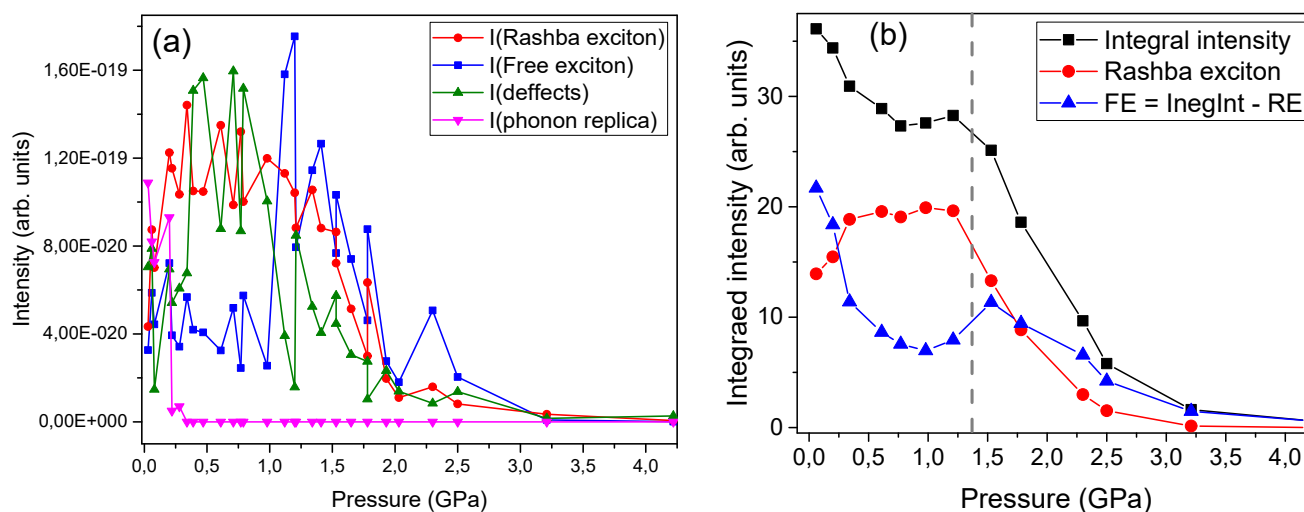 (a)
I(Rashba exciton)
I(Free exciton)
I(deffects)
I(phonon replica)
1,60E-019
1,20E-019
8,00E-020
4,00E-020
0,00E+000
Intensity (arb. units)
0,0 0,5 1,0 1,5 2,0 2,5 3,0 3,5 4,0
Pressure (GPa)
(b)
Integral intensity
Rashba exciton
FE = InegInt - RE
30
20
10
0
Integraed intensity (arb. units)
0,0 0,5 1,0 1,5 2,0 2,5 3,0 3,5 4,0
Pressure (GPa)